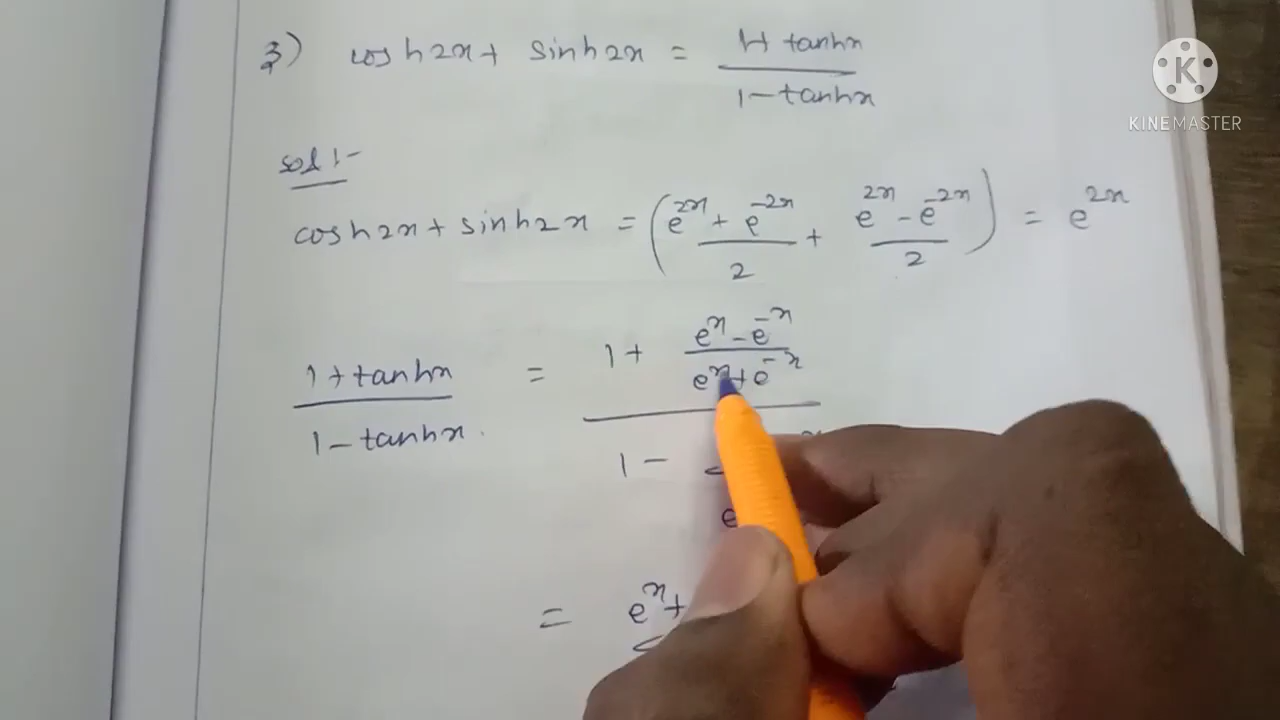 3) cosh2x + sinh2x = 1+ tanhx / 1-tanhx
K
KINEMASTER
sol :-
cosh2x + sinh2x = (e^2x + e^-2x / 2 + e^2x - e^-2x / 2) = e^2x
1+tanhx / 1-tanhx = 1+ e^x - e^-x / e^x + e^-x
1 -
= e^x +